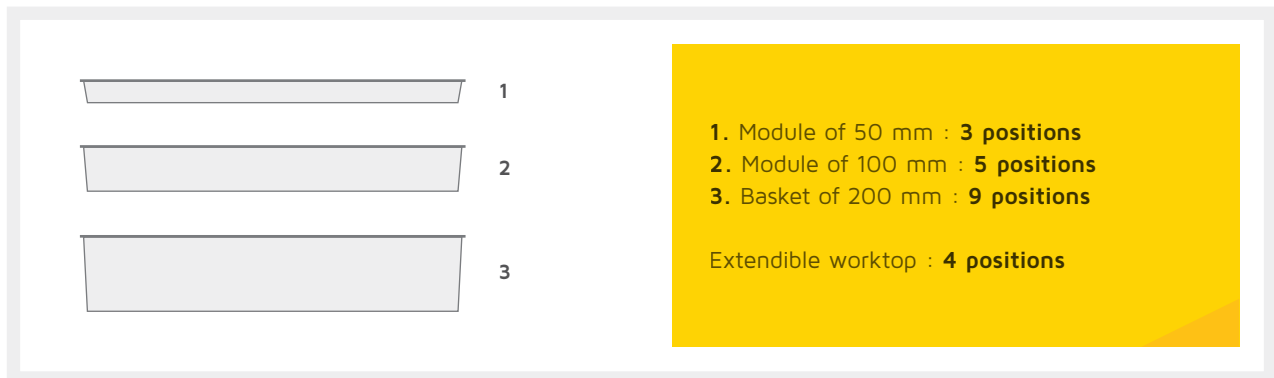 1
2
3
1. Module of 50 mm : 3 positions
2. Module of 100 mm : 5 positions
3. Basket of 200 mm : 9 positions
Extendible worktop : 4 positions